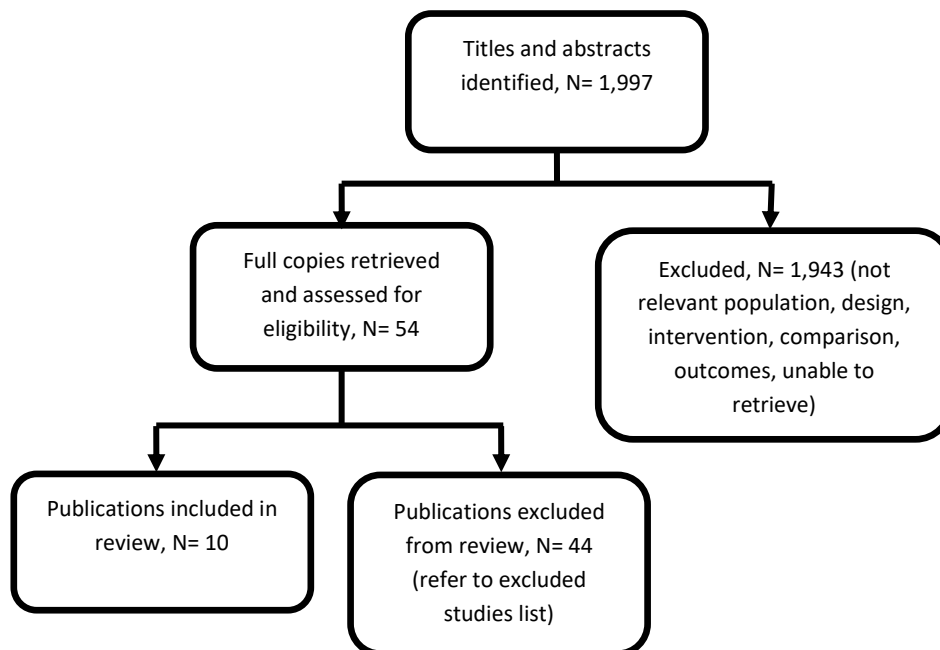 Titles and abstracts
identified, N= 1,997
Full copies retrieved
and assessed for
eligibility, N= 54
Excluded, N= 1,943 (not
relevant population, design,
intervention, comparison,
outcomes, unable to
retrieve)
Publications included in
review, N= 10
Publications excluded
from review, N= 44
(refer to excluded
studies list)